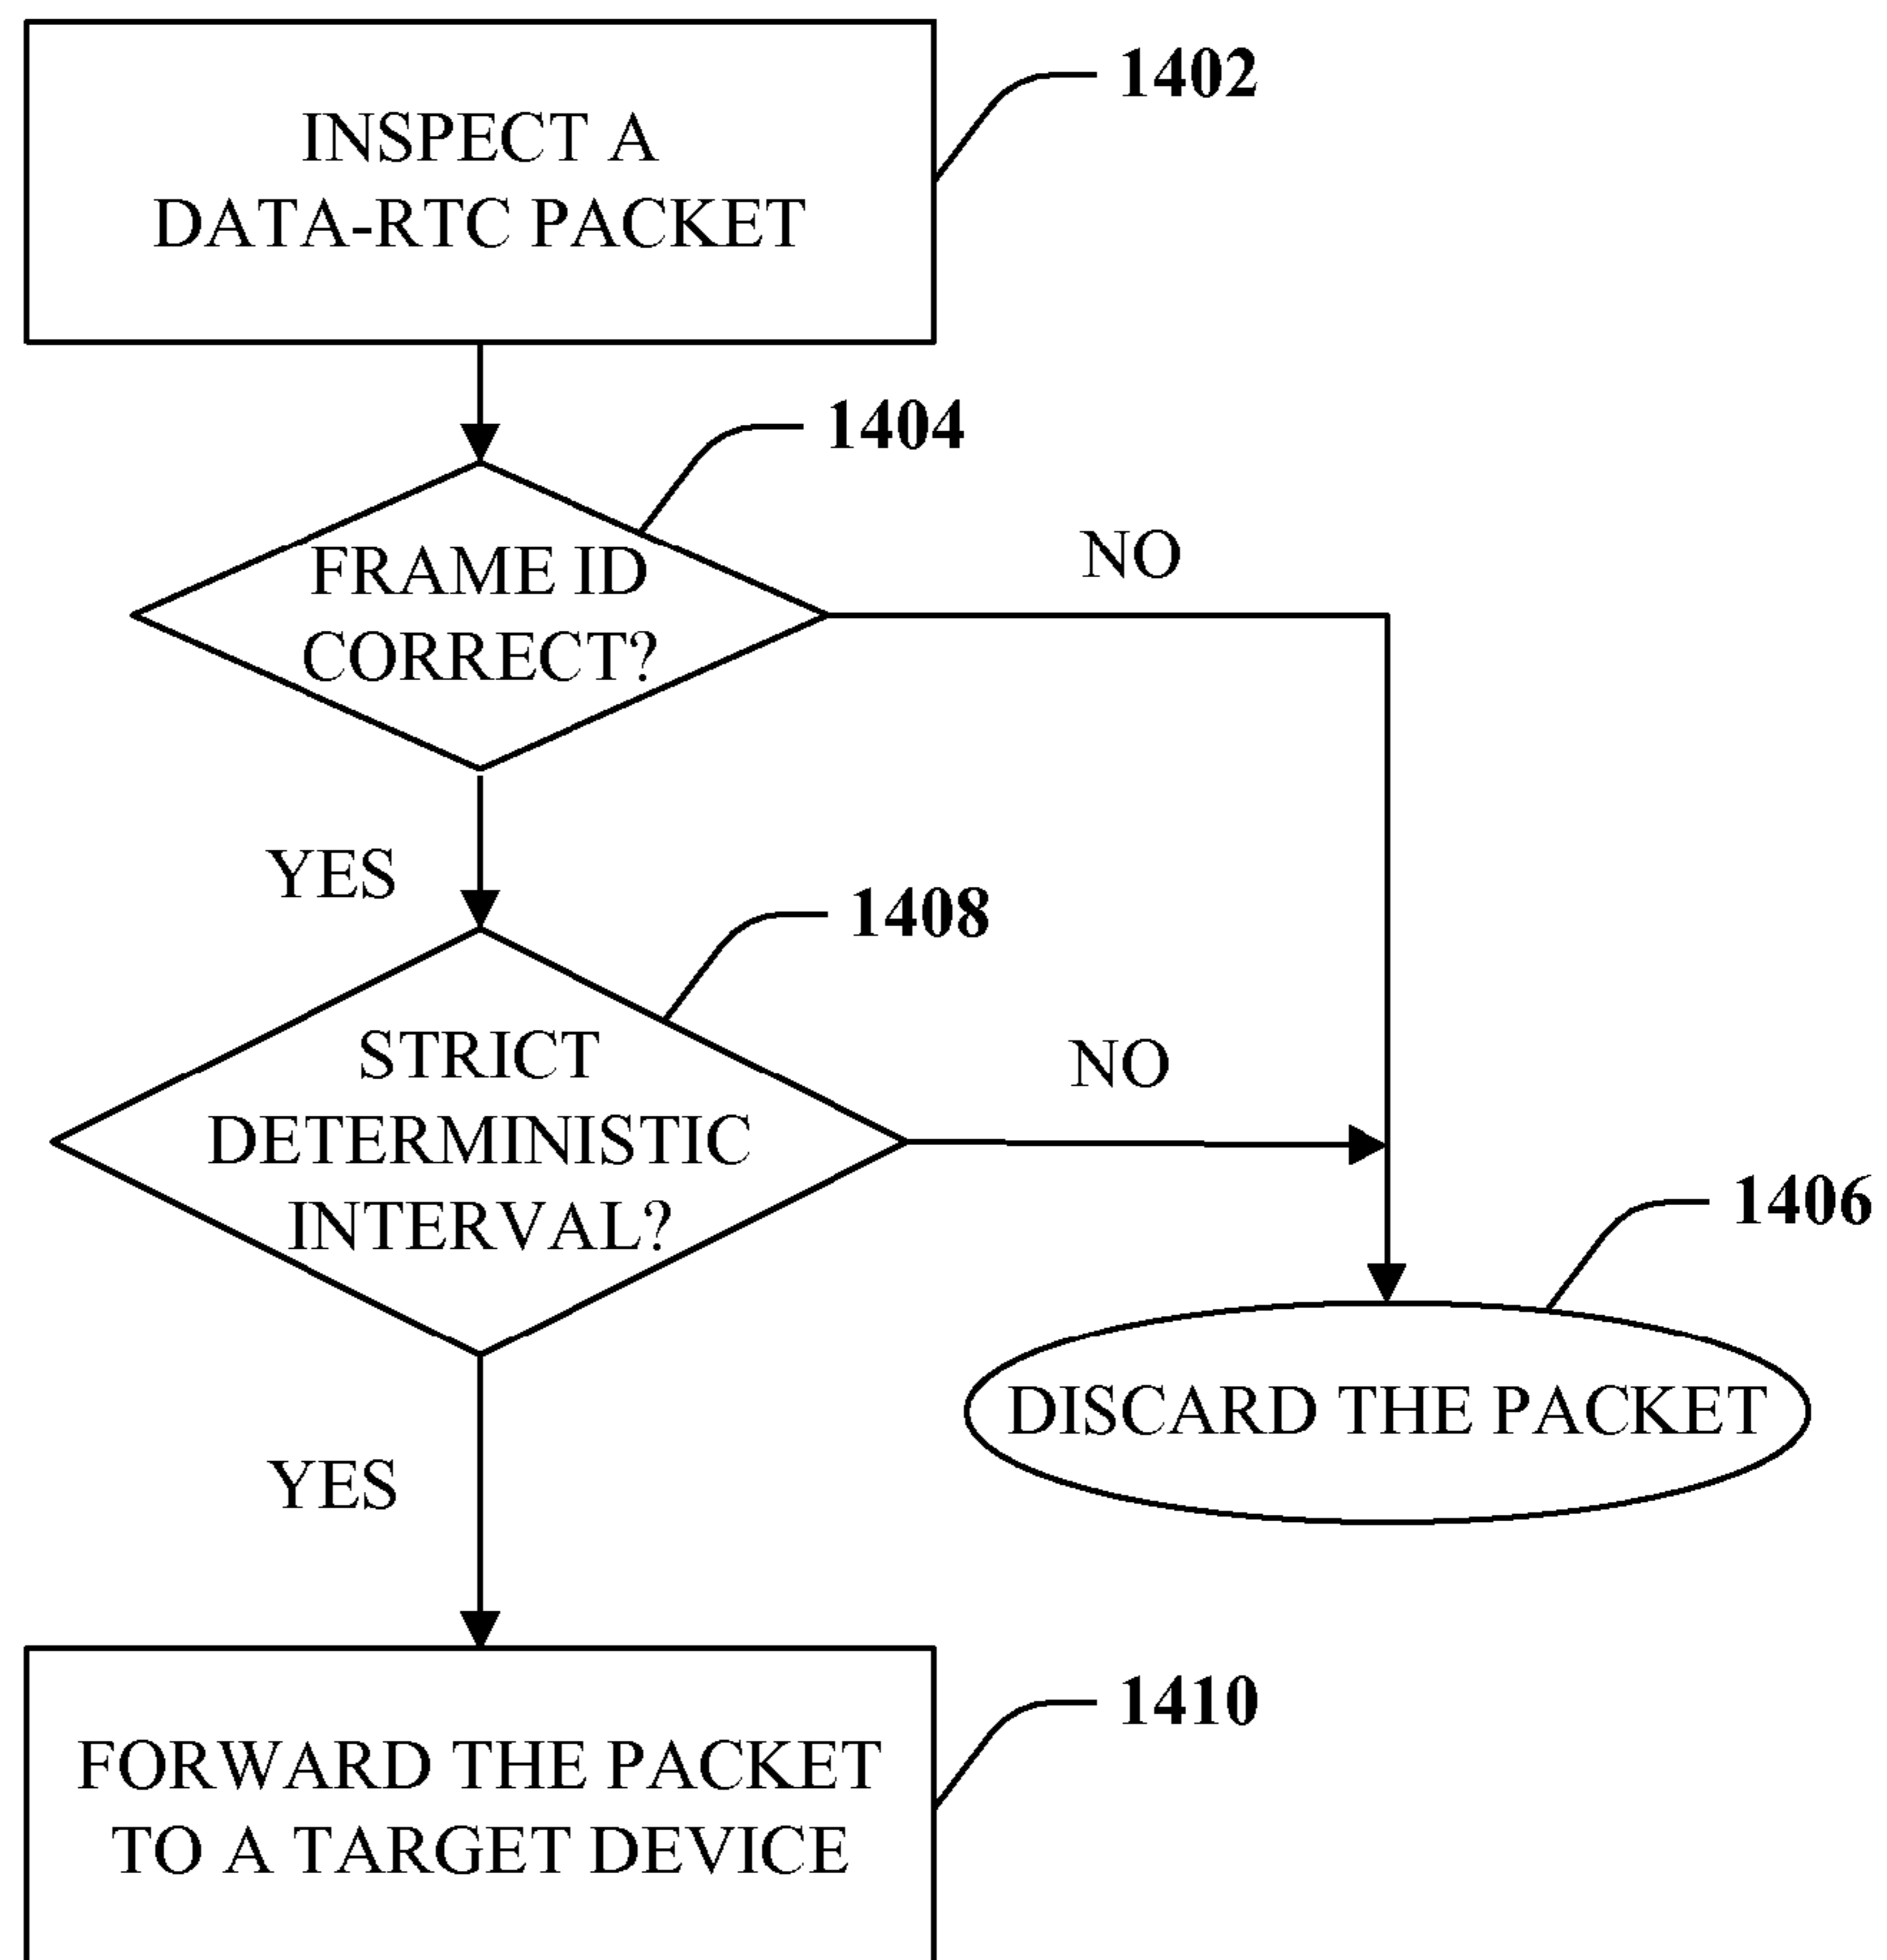 INSPECT A
DATA-RTC PACKET
1402
1404
FRAME ID
CORRECT?
NO
YES
1408
STRICT
DETERMINISTIC
INTERVAL?
NO
1406
DISCARD THE PACKET
YES
1410
FORWARD THE PACKET
TO A TARGET DEVICE